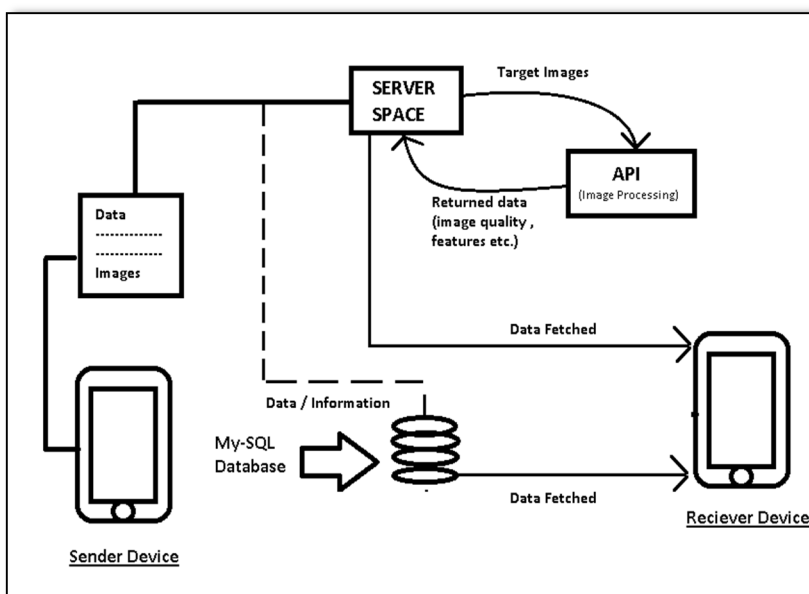 Target Images
SERVER
SPACE
API
(Image Processing)
Returned data
(image quality ,
features etc.)
Data
--------------
--------------
Images
Data Fetched
Data / Information
My-SQL
Database
Data Fetched
Reciever Device
Sender Device